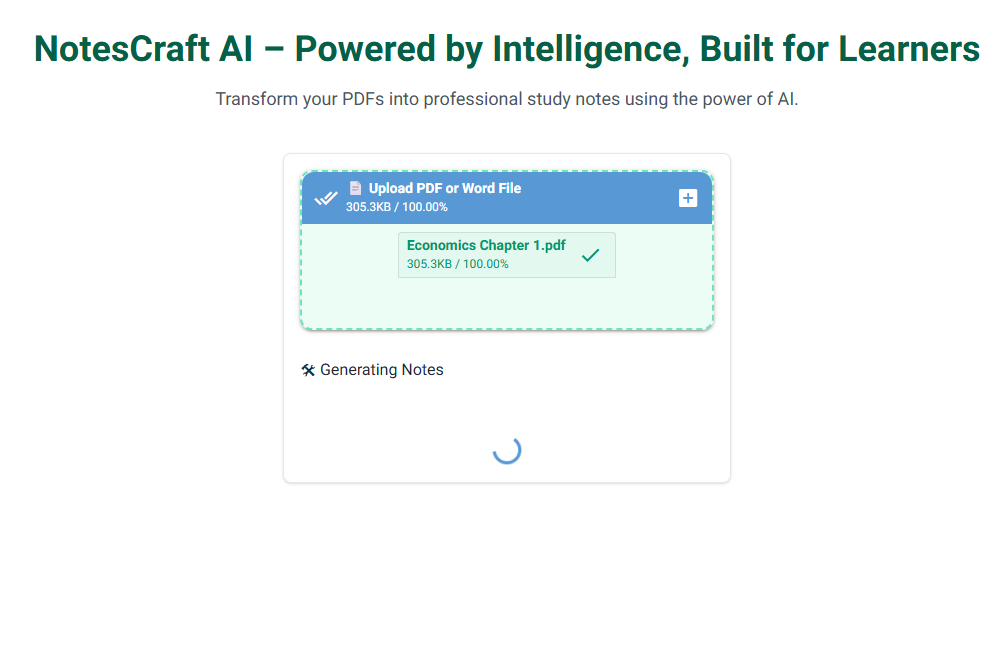 NotesCraft AI – Powered by Intelligence, Built for Learners
Transform your PDFs into professional study notes using the power of AI.
📄 Upload PDF or Word File
305.3KB / 100.00%
Economics Chapter 1.pdf
305.3KB / 100.00%
🛠 Generating Notes